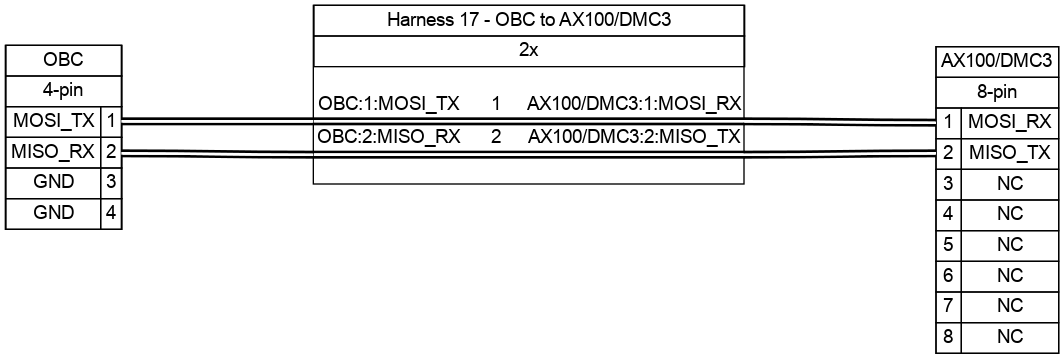 Harness 17 - OBC to AX100/DMC3
2x
OBC:1:MOSI_TX 1 AX100/DMC3:1:MOSI_RX
OBC:2:MISO_RX 2 AX100/DMC3:2:MISO_TX
OBC
4-pin
MOSI_TX 1
MISO_RX 2
GND 3
GND 4
AX100/DMC3
8-pin
1 MOSI_RX
2 MISO_TX
3 NC
4 NC
5 NC
6 NC
7 NC
8 NC